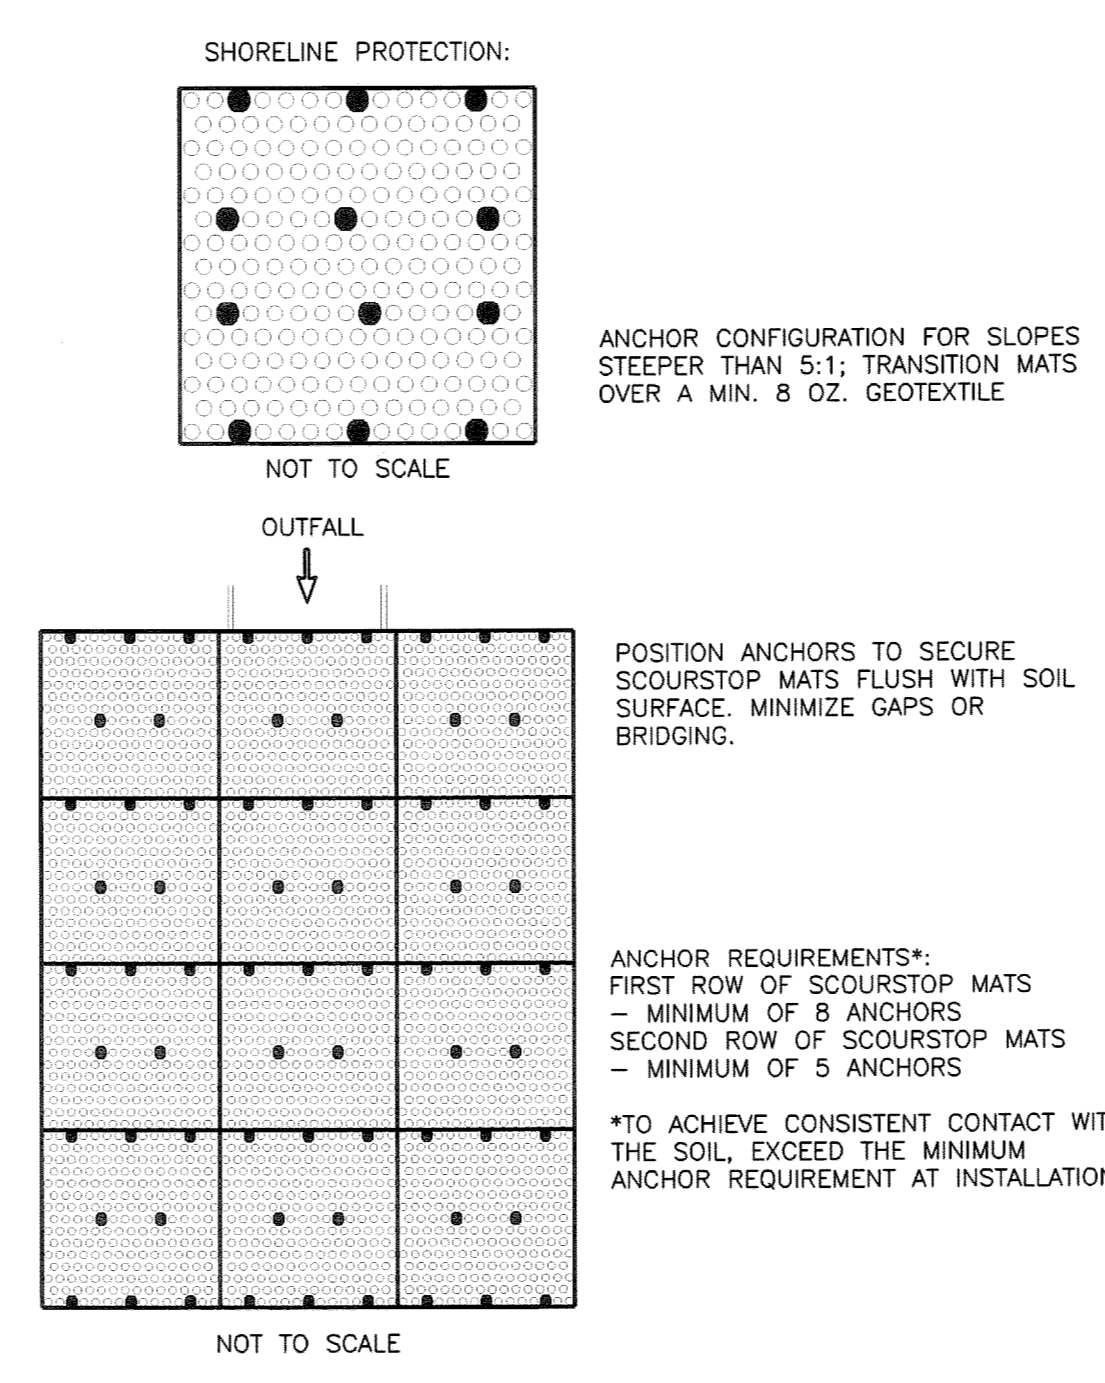 SHORELINE PROTECTION:
ANCHOR CONFIGURATION FOR SLOPES
STEEPER THAN 5:1; TRANSITION MATS
OVER A MIN. 8 OZ. GEOTEXTILE
NOT TO SCALE
OUTFALL
POSITION ANCHORS TO SECURE
SCOURSTOP MATS FLUSH WITH SOIL
SURFACE. MINIMIZE GAPS OR
BRIDGING.
ANCHOR REQUIREMENTS*:
FIRST ROW OF SCOURSTOP MATS
– MINIMUM OF 8 ANCHORS
SECOND ROW OF SCOURSTOP MATS
– MINIMUM OF 5 ANCHORS
*TO ACHIEVE CONSISTENT CONTACT WIT
THE SOIL, EXCEED THE MINIMUM
ANCHOR REQUIREMENT AT INSTALLATION
NOT TO SCALE